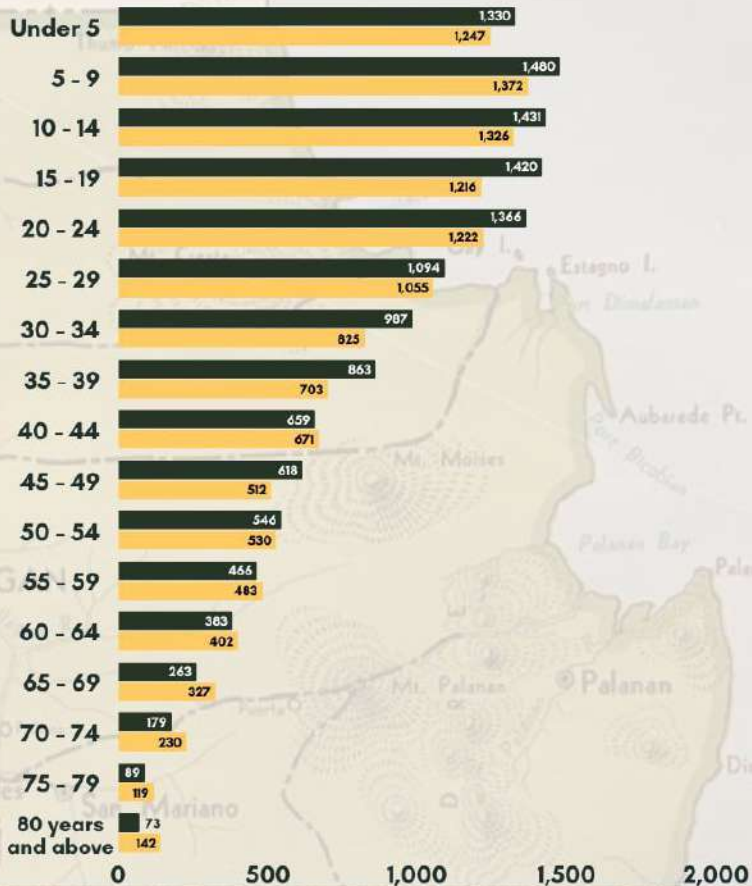 Under 5
1,330
1,247
5 - 9
1,480
1,372
10 - 14
1,431
1,326
15 - 19
1,420
1,216
20 - 24
1,366
1,222
25 - 29
1,094
1,055
Estagno I.
30 - 34
987
825
35 - 39
863
703
40 - 44
659
671
Aubarede Pt.
45 - 49
618
512
Mt. Moises
50 - 54
546
530
Palanan Bay
55 - 59
466
483
60 - 64
383
402
65 - 69
263
327
Mt. Palanan
Palanan
70 - 74
179
230
75 - 79
89
119
San Mariano
80 years
and above
73
142
0 500 1,000 1,500 2,000